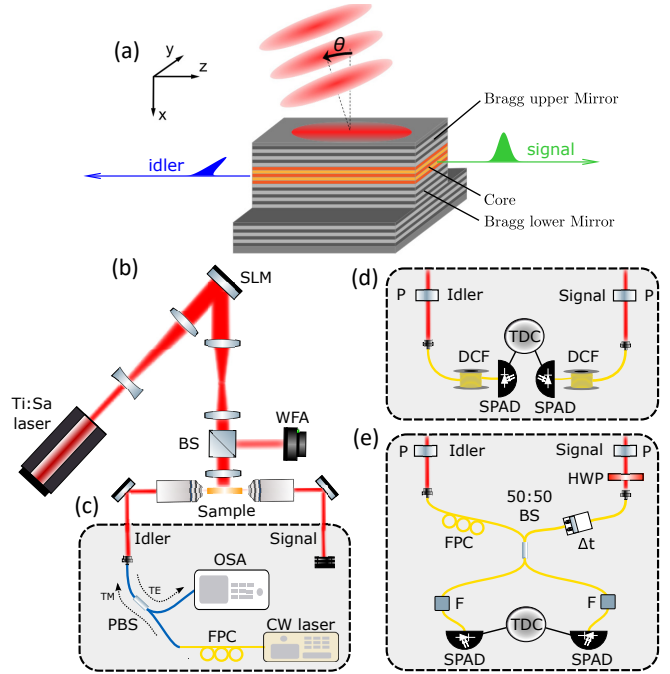 (a)
y
z
x
θ
Bragg upper Mirror
idler
signal
Core
Bragg lower Mirror
(b)
SLM
Ti:Sa
laser
BS
WFA
Sample
(c)
Idler
Signal
OSA
TM
TE
PBS
FPC
CW laser
(d)
P
Idler
Signal
P
TDC
DCF
DCF
SPAD
SPAD
(e)
P
Idler
Signal
P
HWP
50:50
BS
FPC
Δt
F
F
TDC
SPAD
SPAD